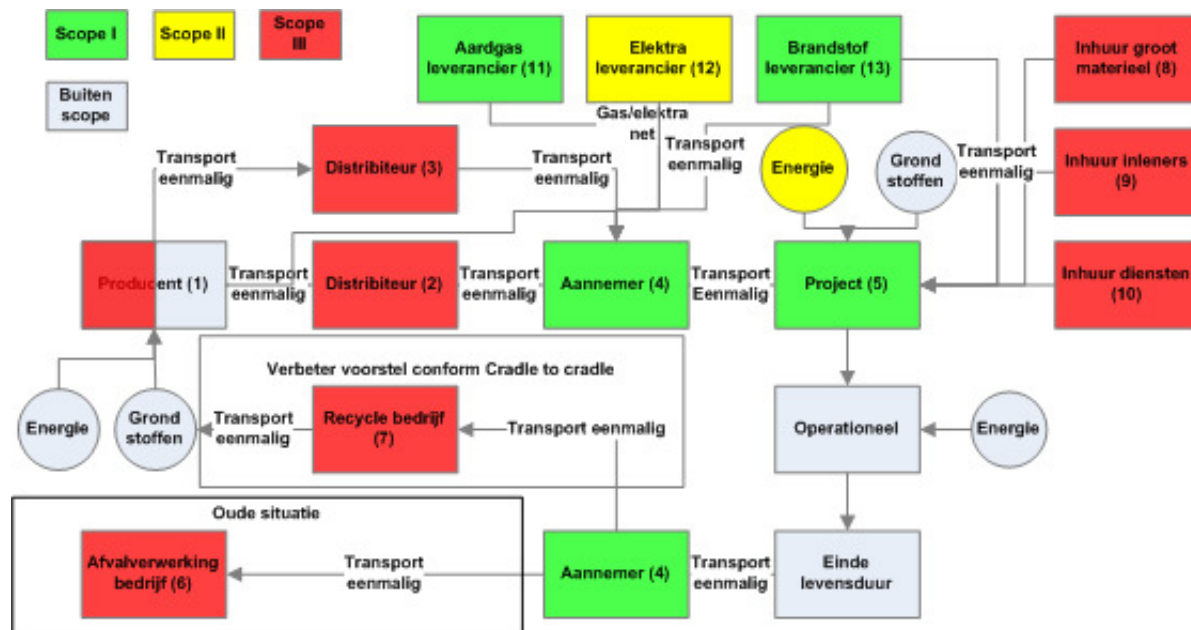 Scope I
Scope II
Scope
III
Buiten
scope
Aardgas
leverancier (11)
Elektra
leverancier (12)
Brandstof
leverancier (13)
Inhuur groot
materieel (8)
Gas/elektra
net
Transport
eenmalig
Distribiteur (3)
Transport
eenmalig
Transport
eenmalig
Energie
Grond
stoffen
Transport
eenmalig
Inhuur inleners
(9)
Producent (1)
Transport
eenmalig
Distribiteur (2)
Transport
eenmalig
Aannemer (4)
Transport
Eenmalig
Project (5)
Inhuur diensten
(10)
Verbeter voorstel conform Cradle to cradle
Energie
Grond
stoffen
Transport
eenmalig
Recycle bedrijf
(7)
Transport eenmalig
Operationeel
Energie
Oude situatie
Afvalverwerking
bedrijf (6)
Transport
eenmalig
Aannemer (4)
Transport
eenmalig
Einde
levensduur